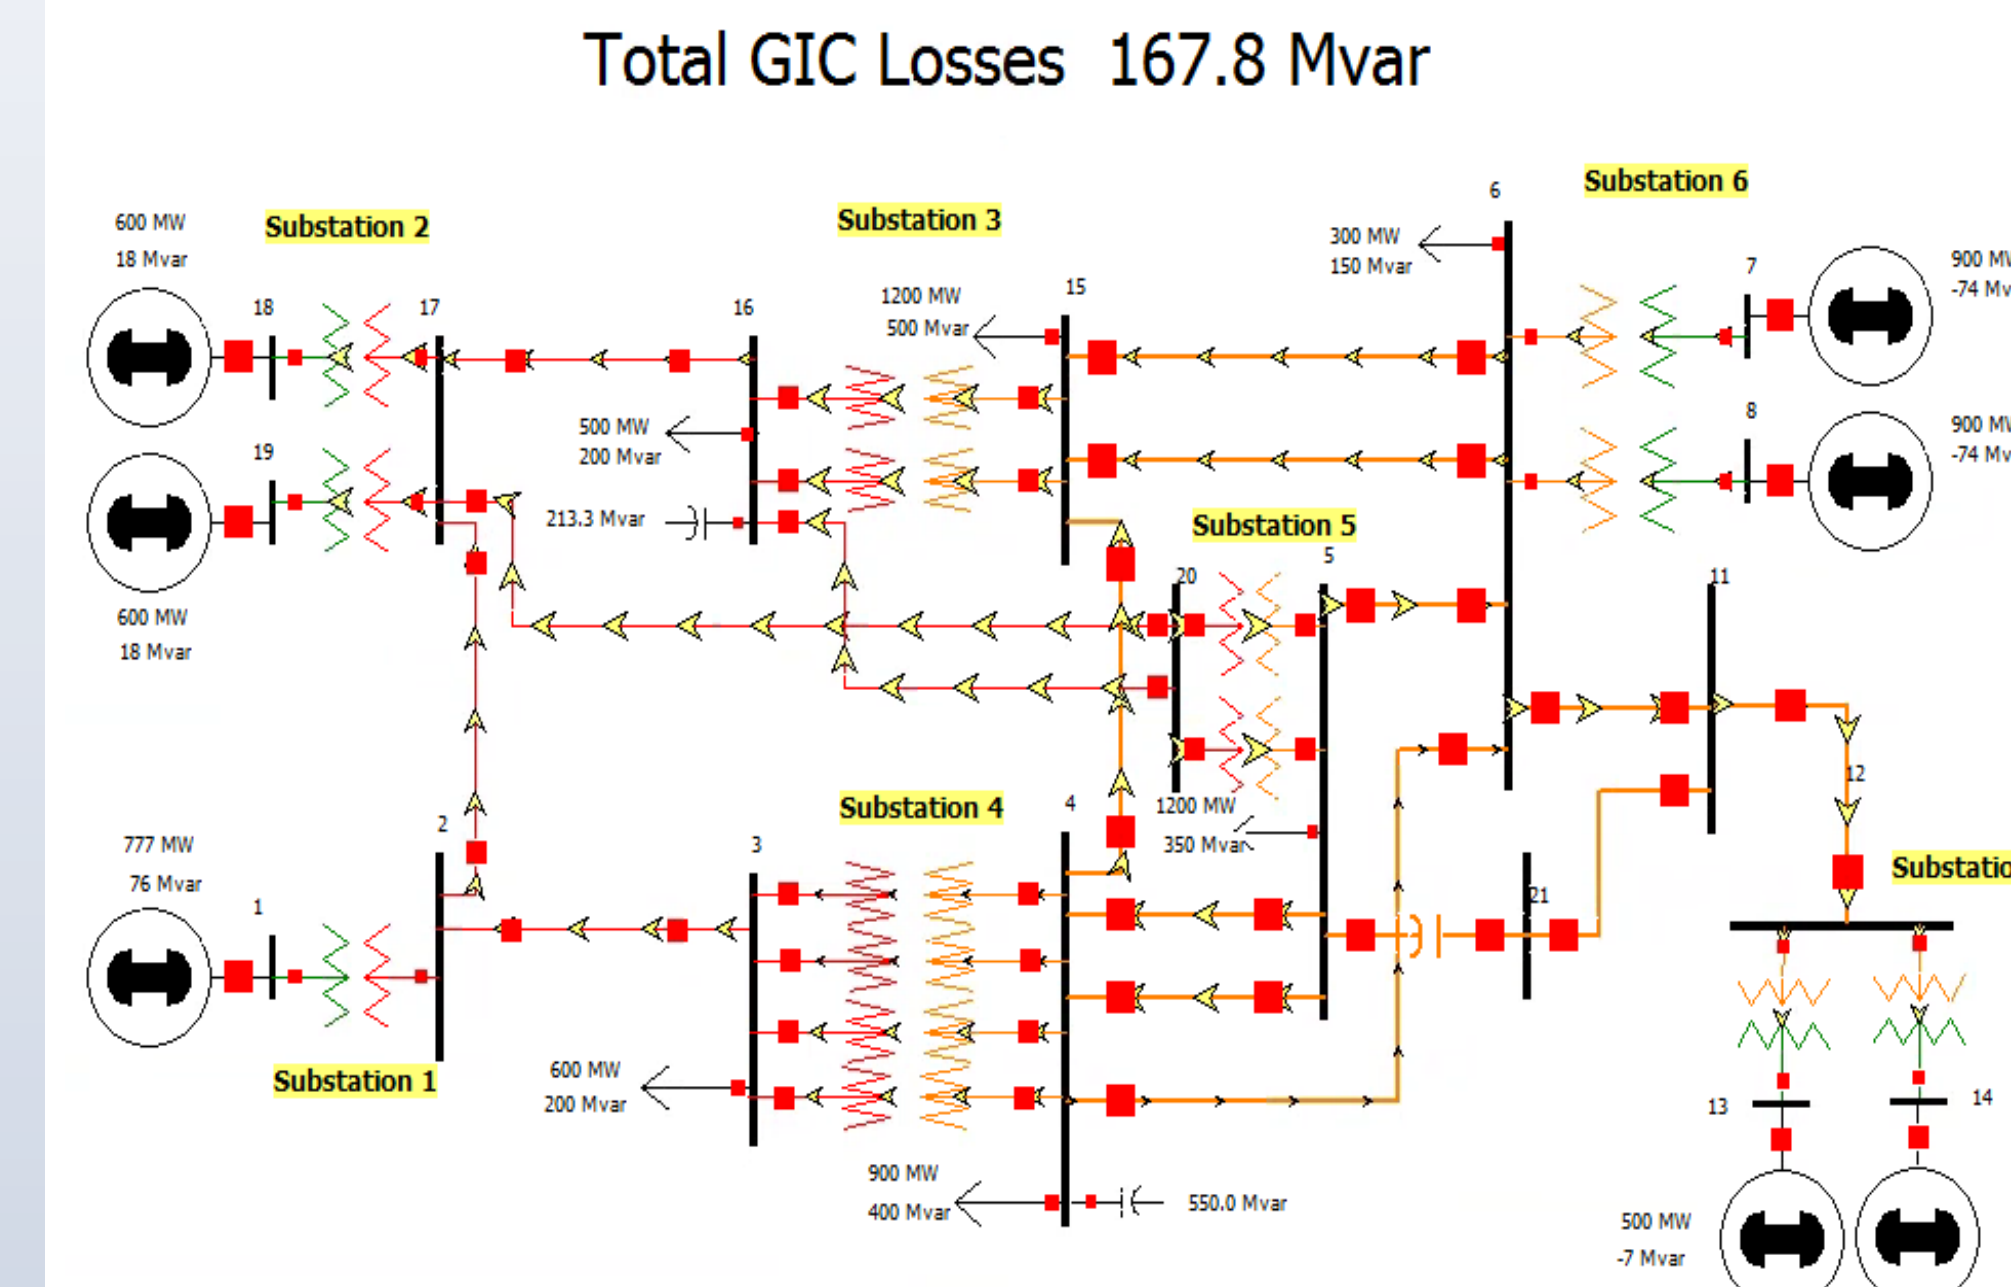 Total GIC Losses 167.8 Mvar
Substation 6
6
Substation 3
600 MW
18 Mvar
Substation 2
300 MW
150 Mvar
7
900 MW
-74 Mv
15
1200 MW
500 Mvar
18
17
16
8
900 MW
-74 Mv
500 MW
200 Mvar
19
213.3 Mvar
Substation 5
5
20
11
600 MW
18 Mvar
12
Substation 4
4
1200 MW
350 Mvar
2
3
777 MW
76 Mvar
1
Substatio
21
Substation 1
600 MW
200 Mvar
13
14
900 MW
400 Mvar
550.0 Mvar
500 MW
-7 Mvar